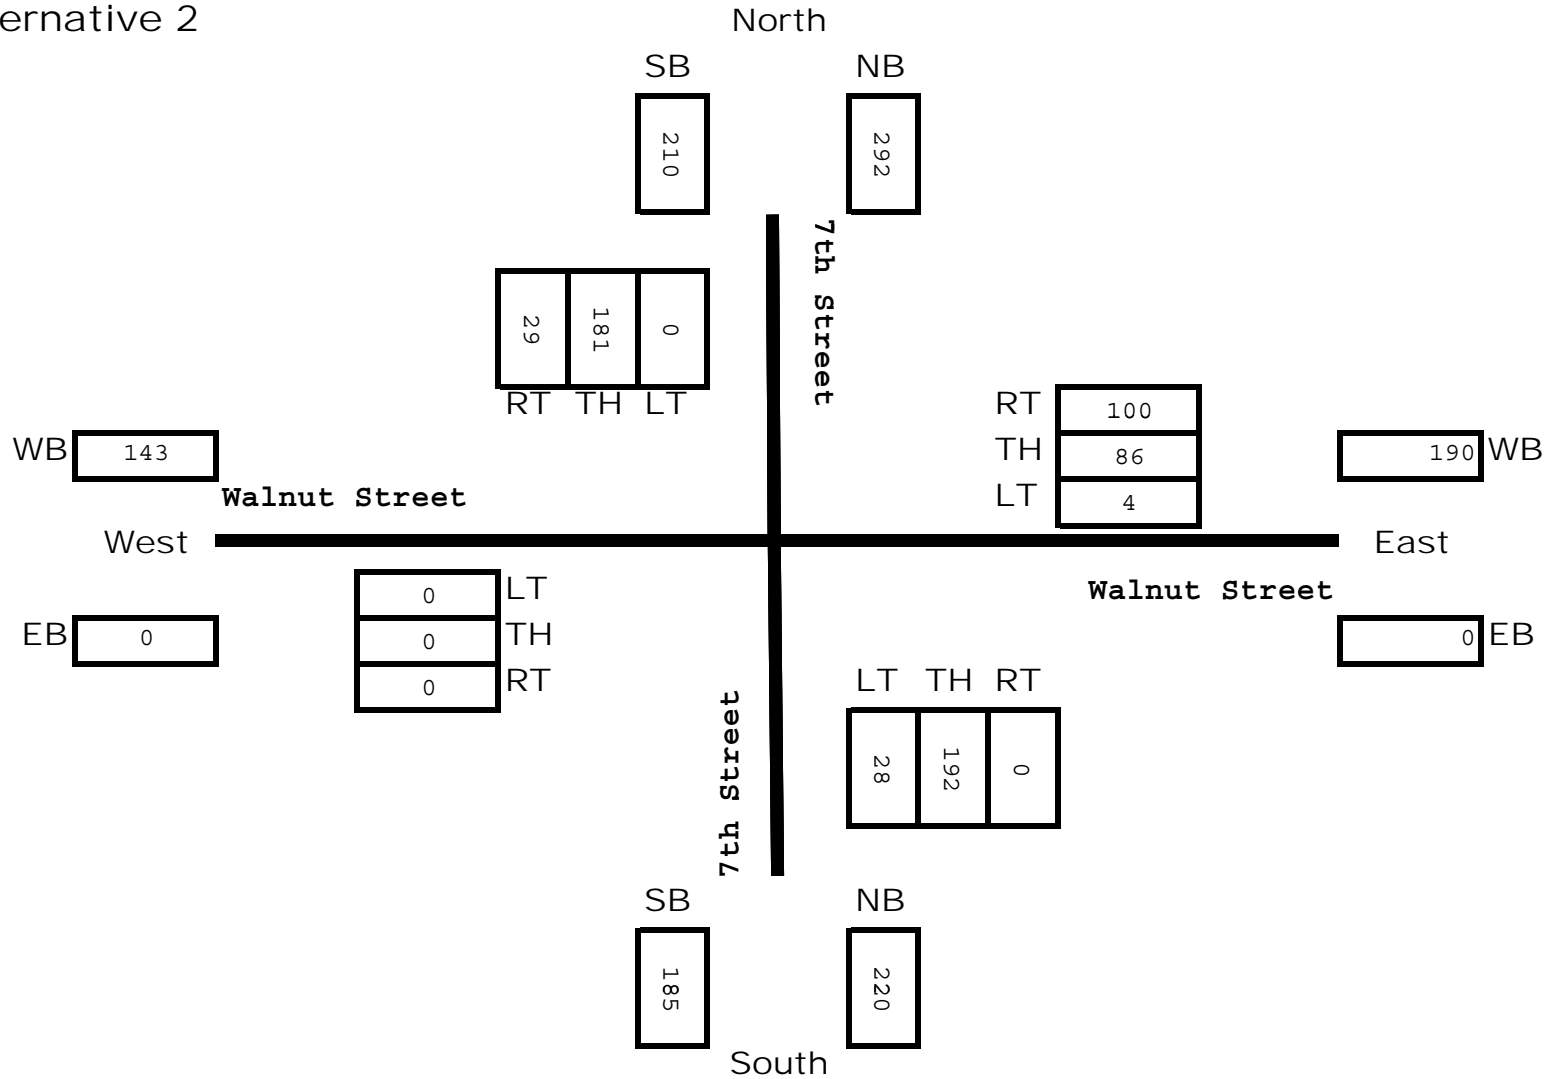 ernative 2
North
SB
NB
210
292
7th Street
29
181
0
RT
TH
LT
RT
100
TH
86
LT
4
WB
143
190
WB
Walnut Street
West
East
0
LT
Walnut Street
EB
0
0
TH
0
EB
0
RT
LT
TH
RT
7th Street
28
192
0
SB
NB
185
220
South